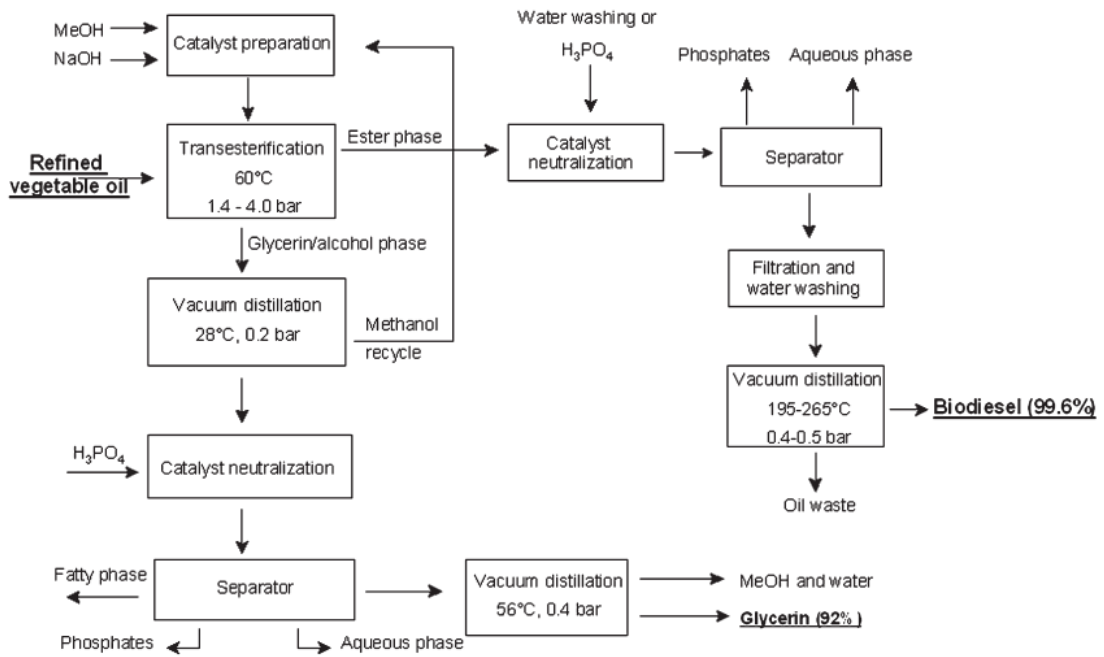 MeOH
NaOH
Catalyst preparation
Water washing or
H₃PO₄
Phosphates
Aqueous phase
Refined
vegetable oil
Transesterification
60°C
1.4 - 4.0 bar
Ester phase
Catalyst
neutralization
Separator
Glycerin/alcohol phase
Filtration and
water washing
Vacuum distillation
28°C, 0.2 bar
Methanol
recycle
Vacuum distillation
195-265°C
0.4-0.5 bar
Biodiesel (99.6%)
Oil waste
H₃PO₄
Catalyst neutralization
Fatty phase
Separator
Phosphates
Aqueous phase
Vacuum distillation
56°C, 0.4 bar
MeOH and water
Glycerin (92%)